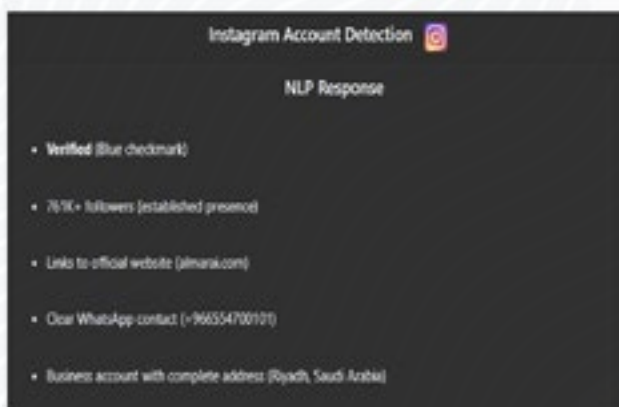 Instagram Account Detection
NLP Response
• Verified (Blue checkmark)
• 761K+ followers (established presence)
• Links to official website (almarai.com)
• Clear WhatsApp contact (+966554700101)
• Business account with complete address (Riyadh, Saudi Arabia)